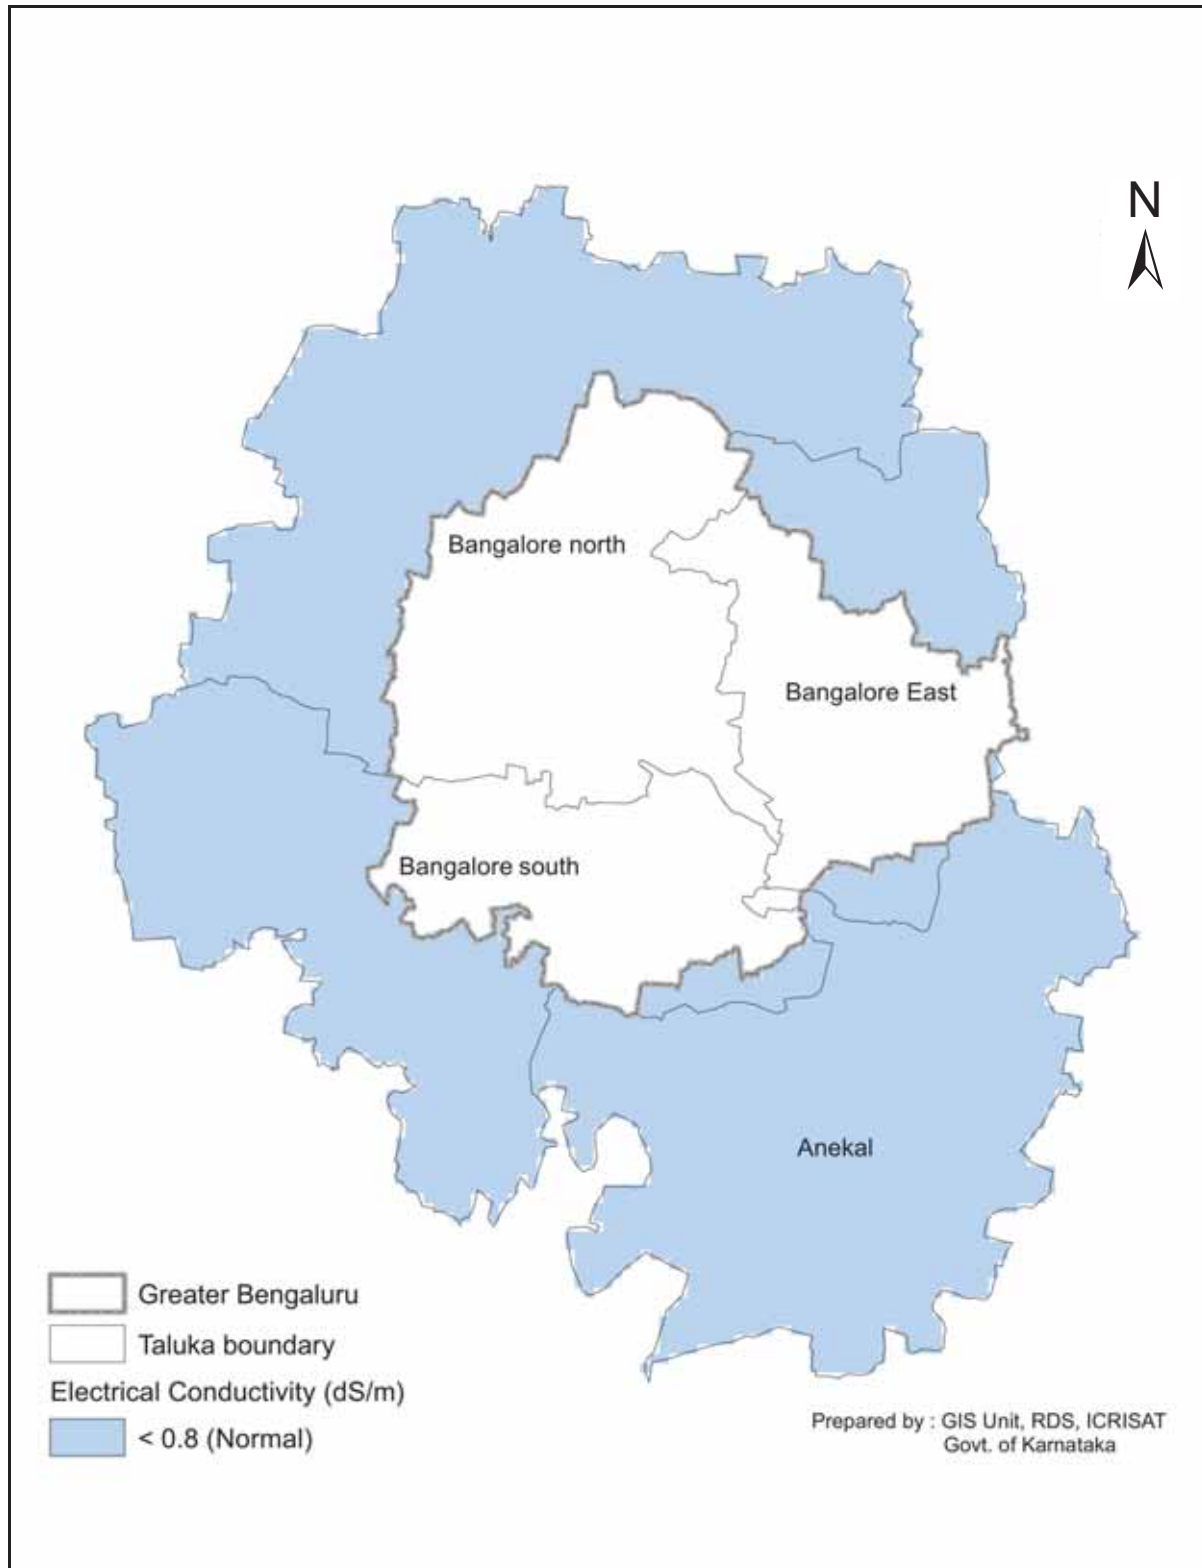 N
Bangalore north
Bangalore East
Bangalore south
Anekal
Greater Bengaluru
Taluka boundary
Electrical Conductivity (dS/m)
< 0.8 (Normal)
Prepared by : GIS Unit, RDS, ICRISAT
Govt. of Karnataka